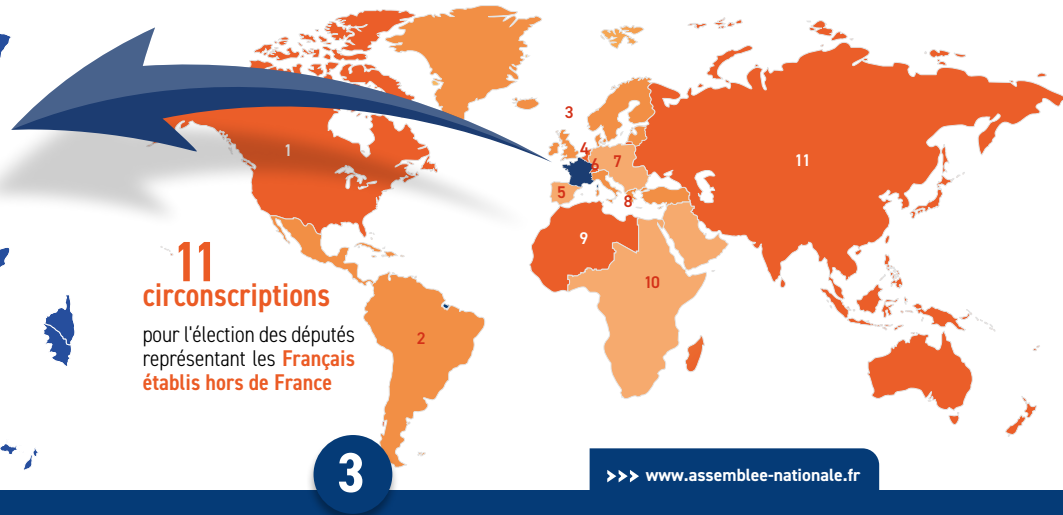 3
4
1
6
7
11
5
8
9
10
2
11
circonscriptions
pour l'élection des députés
représentant les Français
établis hors de France
3
>>> www.assemblee-nationale.fr